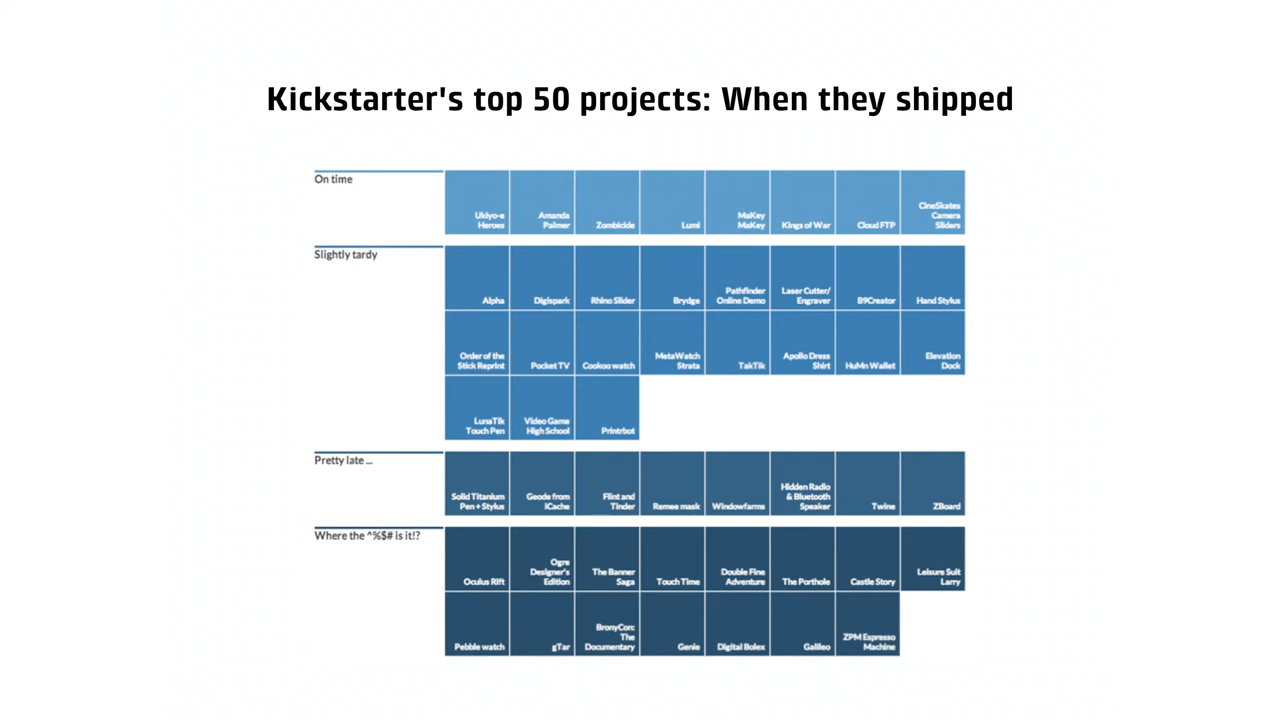 Kickstarter's top 50 projects: When they shipped
On time
Ukiyo-e
Heroes
Amanda
Palmer
Zombicide
Lumi
MaKey
MaKey
Kings of War
Cloud FTP
CineSkates
Camera
Sliders
Slightly tardy
Alpha
Digispark
Rhino Slider
Brydge
Pathfinder
Online Demo
Laser Cutter/
Engraver
B9Creator
Hand Stylus
Order of the
Stick Reprint
Pocket TV
Cookoo watch
MetaWatch
Strata
TakTik
Apollo Dress
Shirt
HuMn Wallet
Elevation
Dock
LunaTik
Touch Pen
Video Game
High School
Printrbot
Pretty late ...
Solid Titanium
Pen + Stylus
Geode from
iCache
Flint and
Tinder
Remee mask
Windowfarms
Hidden Radio
& Bluetooth
Speaker
Twine
ZBoard
Where the ^%$# is it!?
Oculus Rift
Ogre
Designer's
Edition
The Banner
Saga
Touch Time
Double Fine
Adventure
The Porthole
Castle Story
Leisure Suit
Larry
Pebble watch
gTar
BronyCon:
The
Documentary
Genie
Digital Bolex
Galileo
ZPM Espresso
Machine